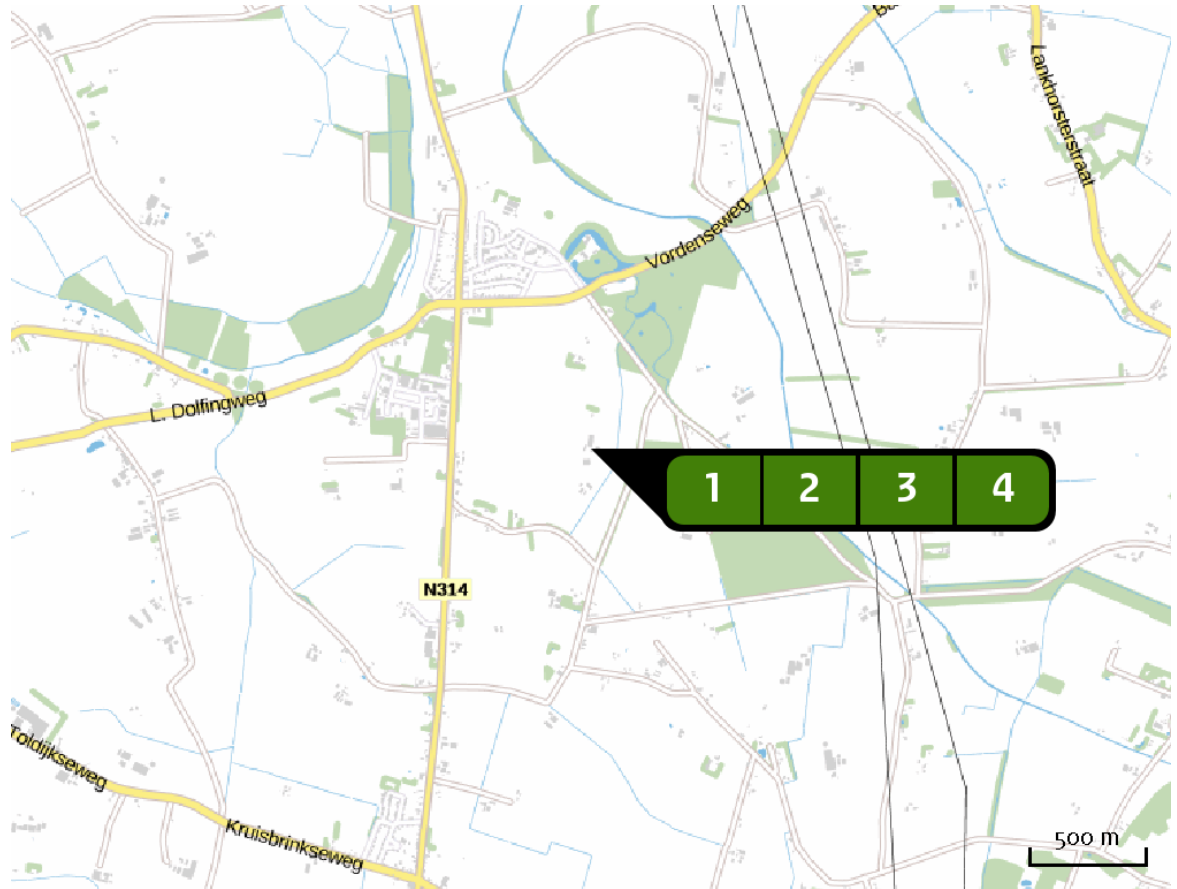 Lankhorsterstraat
Vordenseweg
L. Dolfingweg
1 2 3 4
N314
Toldijkseweg
Kruisbrinkseweg
500 m